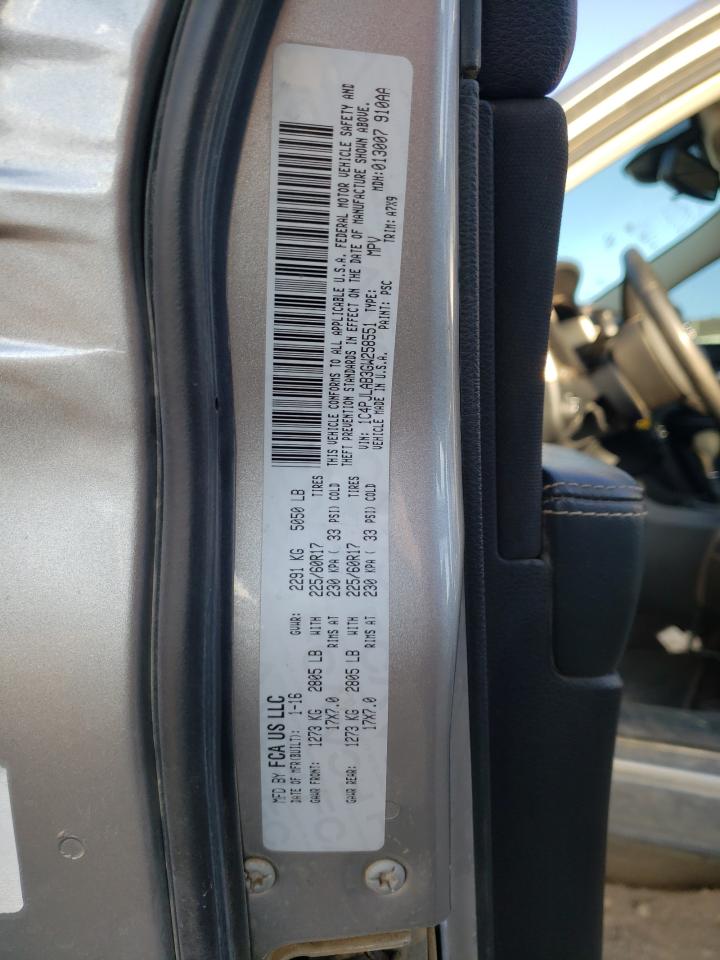 MFD BY FCA US LLC
DATE OF MFR(BUILT): 1-16 GVWR: 2291 KG 5050 LB
GAWR FRONT: 1273 KG 2805 LB WITH 225/60R17 TIRES
17X7.0 RIMS AT 230 KPA ( 33 PSI) COLD
GAWR REAR: 1273 KG 2805 LB WITH 225/60R17 TIRES
17X7.0 RIMS AT 230 KPA ( 33 PSI) COLD
THIS VEHICLE CONFORMS TO ALL APPLICABLE U.S.A. FEDERAL MOTOR VEHICLE SAFETY AND
THEFT PREVENTION STANDARDS IN EFFECT ON THE DATE OF MANUFACTURE SHOWN ABOVE.
VIN: 1C4PJLAB3GW258551 TYPE: MPV MDH:013007 910AA
VEHICLE MADE IN U.S.A. PAINT: PSC TRIM: A7X9